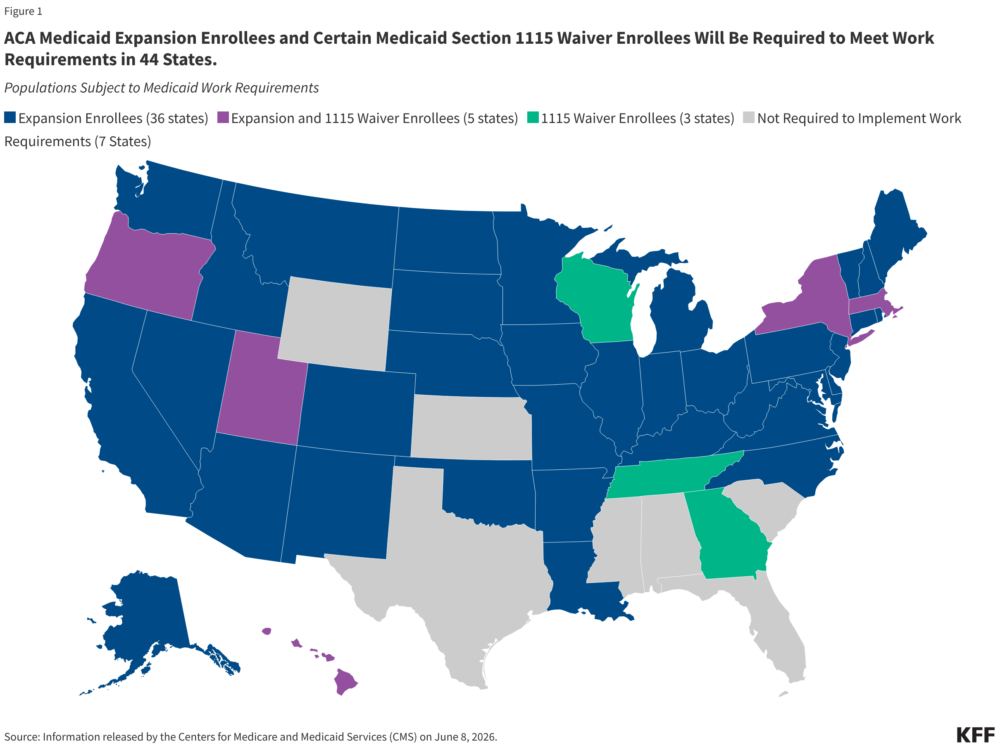 Figure 1
ACA Medicaid Expansion Enrollees and Certain Medicaid Section 1115 Waiver Enrollees Will Be Required to Meet Work
Requirements in 44 States.
Populations Subject to Medicaid Work Requirements
Expansion Enrollees (36 states) Expansion and 1115 Waiver Enrollees (5 states) 1115 Waiver Enrollees (3 states) Not Required to Implement Work
Requirements (7 States)
Source: Information released by the Centers for Medicare and Medicaid Services (CMS) on June 8, 2026.
KFF